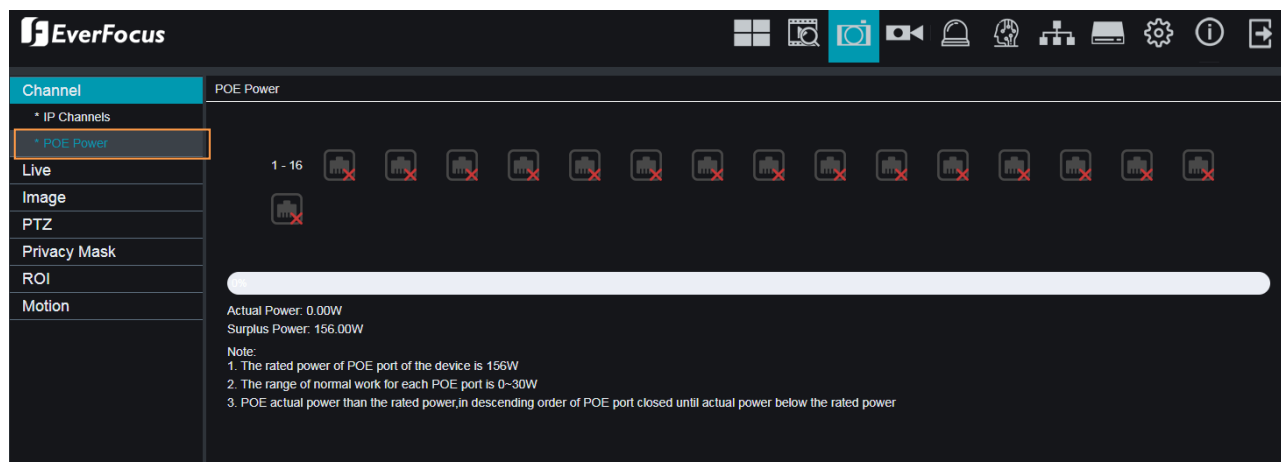 EverFocus
Channel
* IP Channels
* POE Power
Live
Image
PTZ
Privacy Mask
ROI
Motion
POE Power
1 - 16
0%
Actual Power: 0.00W
Surplus Power: 156.00W
Note:
1. The rated power of POE port of the device is 156W
2. The range of normal work for each POE port is 0~30W
3. POE actual power than the rated power,in descending order of POE port closed until actual power below the rated power